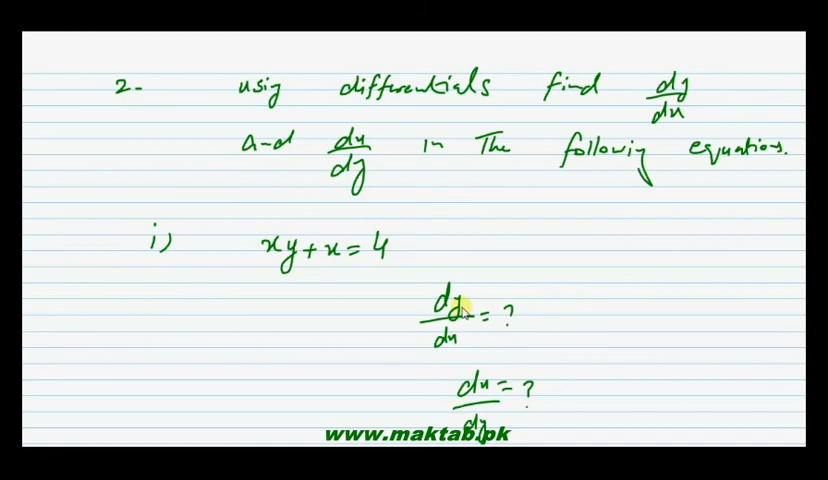 2- using differentials find dy/dx
and dx/dy in The following equations.
i) xy + x = 4
dy/dx = ?
dx/dy = ?
www.maktab.pk